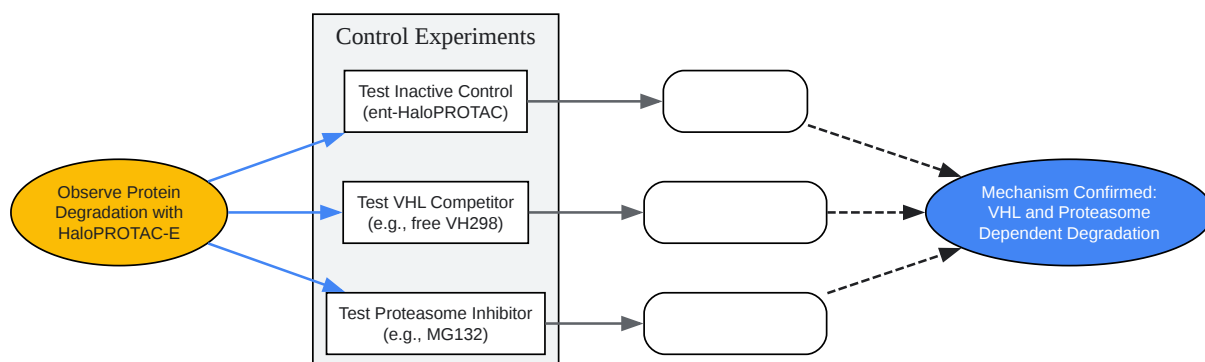 Control Experiments
Test Inactive Control
(ent-HaloPROTAC)
Observe Protein
Degradation with
HaloPROTAC-E
Test VHL Competitor
(e.g., free VH298)
Mechanism Confirmed:
VHL and Proteasome
Dependent Degradation
Test Proteasome Inhibitor
(e.g., MG132)